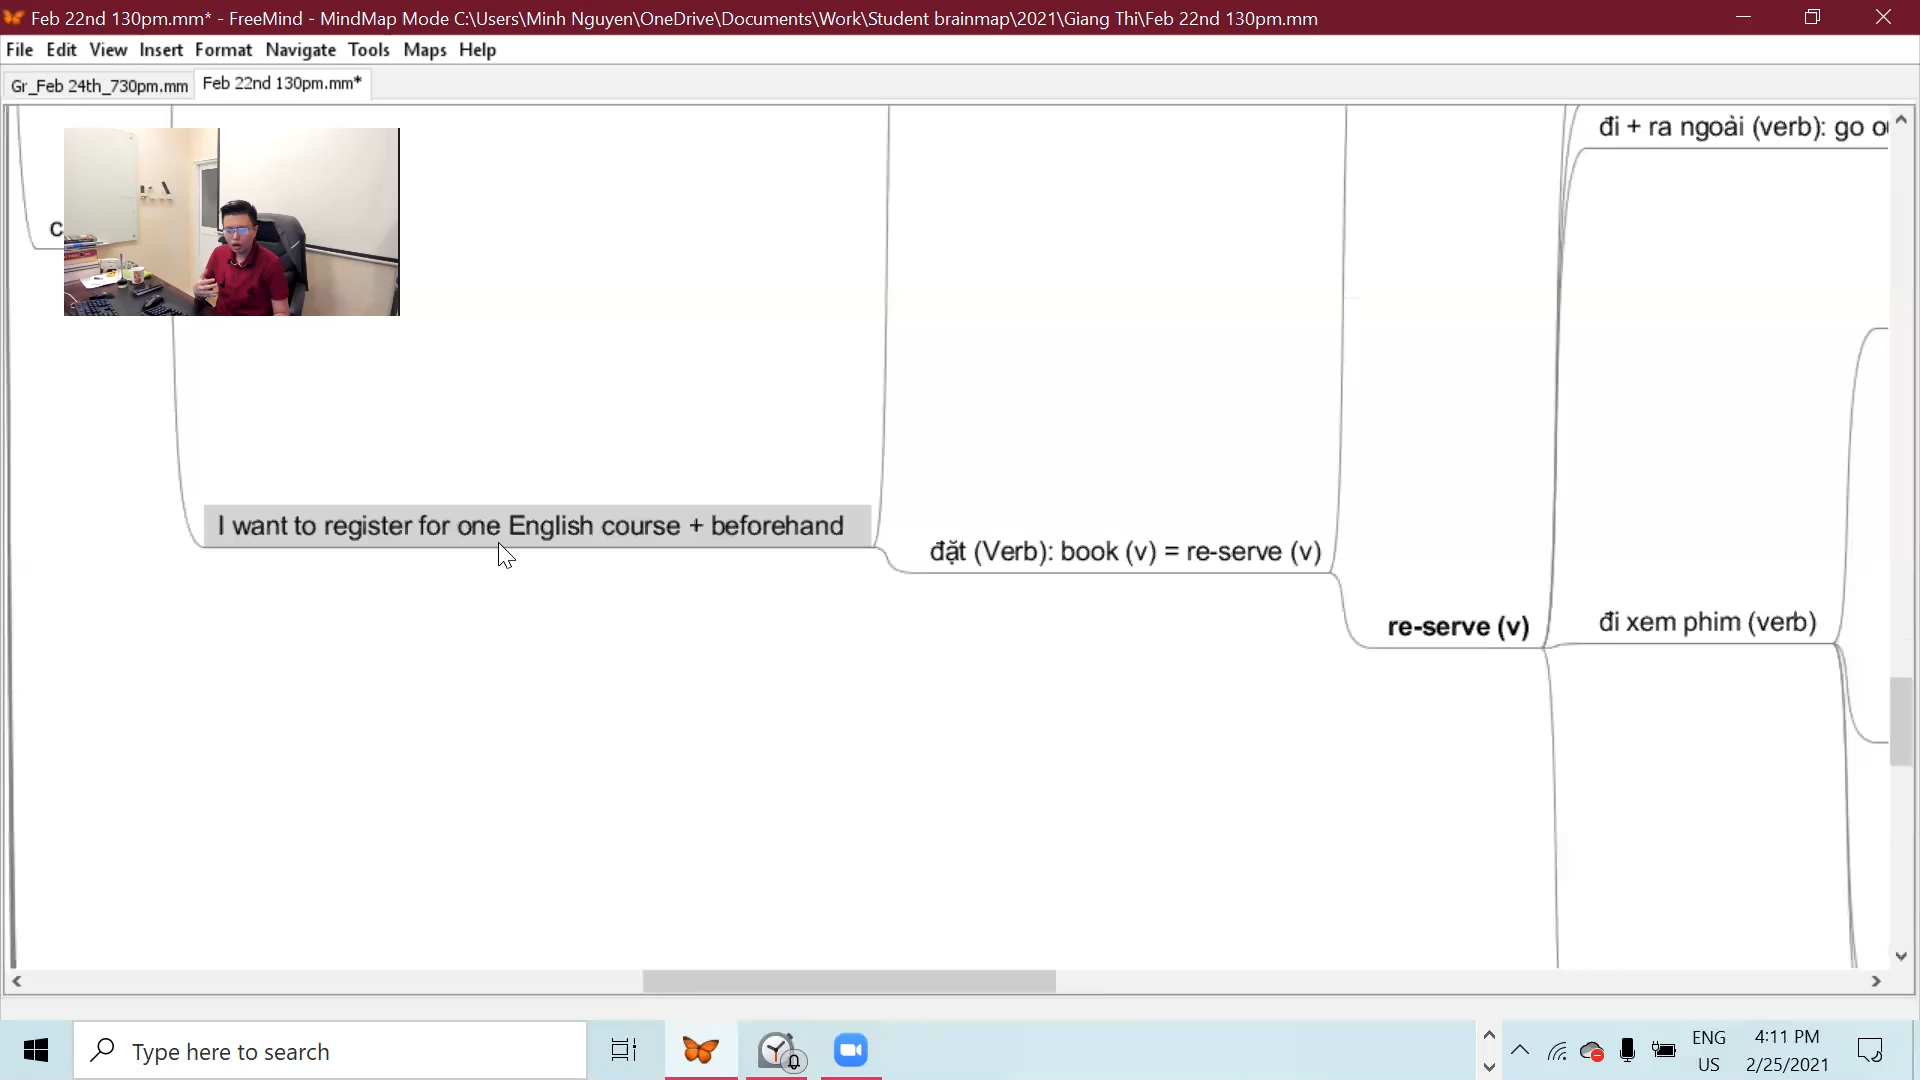 Feb 22nd 130pm.mm* - FreeMind - MindMap Mode C:\Users\Minh Nguyen\OneDrive\Documents\Work\Student brainmap\2021\Giang Thi\Feb 22nd 130pm.mm
File Edit View Insert Format Navigate Tools Maps Help
Gr_Feb 24th_730pm.mm Feb 22nd 130pm.mm*
đi + ra ngoài (verb): go
I want to register for one English course + beforehand
đặt (Verb): book (v) = re-serve (v)
re-serve (v)
đi xem phim (verb)
Type here to search
ENG
US
4:11 PM
2/25/2021